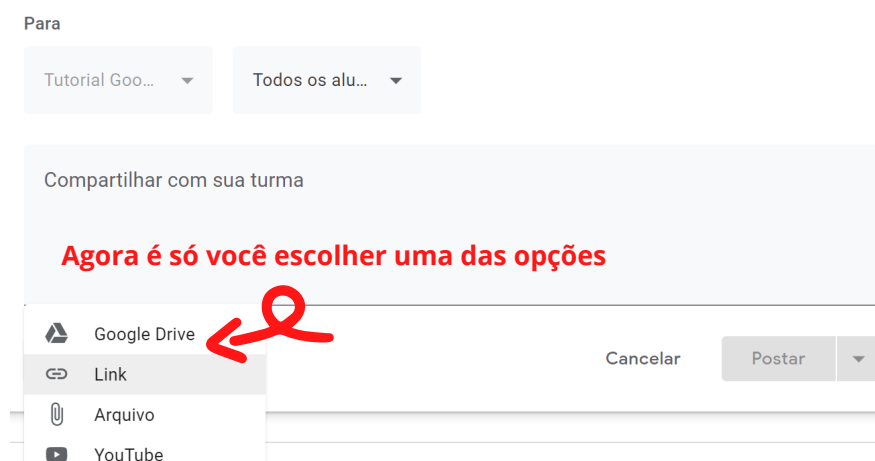 Para
Tutorial Goo...
Todos os alu...
Compartilhar com sua turma
Agora é só você escolher uma das opções
Google Drive
Link
Arquivo
YouTube
Cancelar
Postar